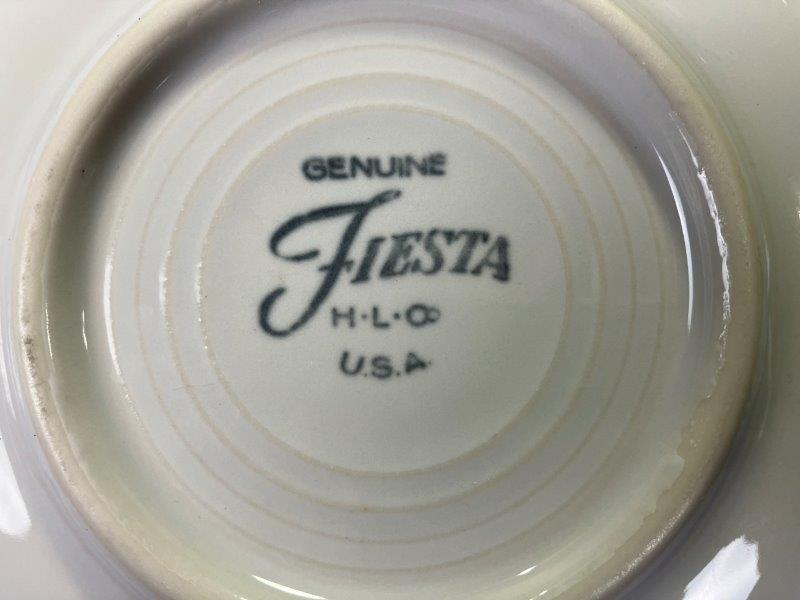 GENUINE
FIESTA
H·L·Co
U.S.A.